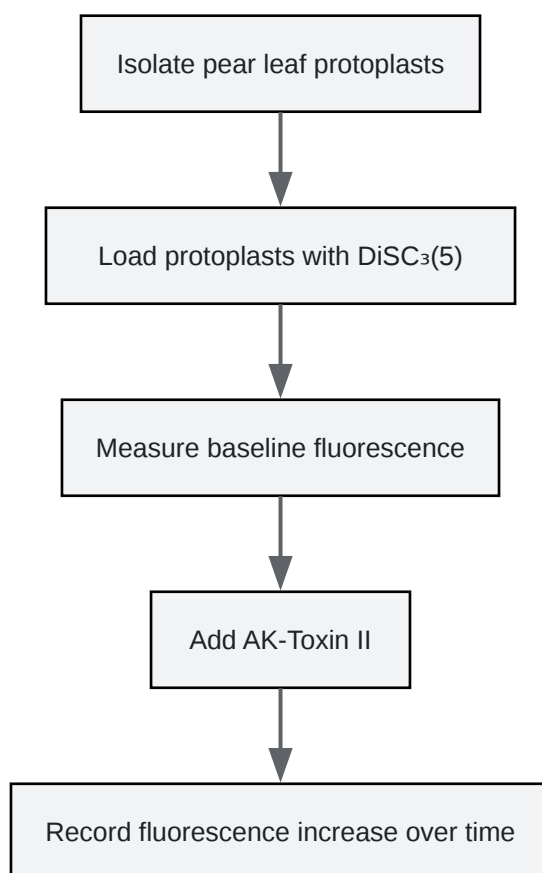 Isolate pear leaf protoplasts
Load protoplasts with DiSC₃(5)
Measure baseline fluorescence
Add AK-Toxin II
Record fluorescence increase over time